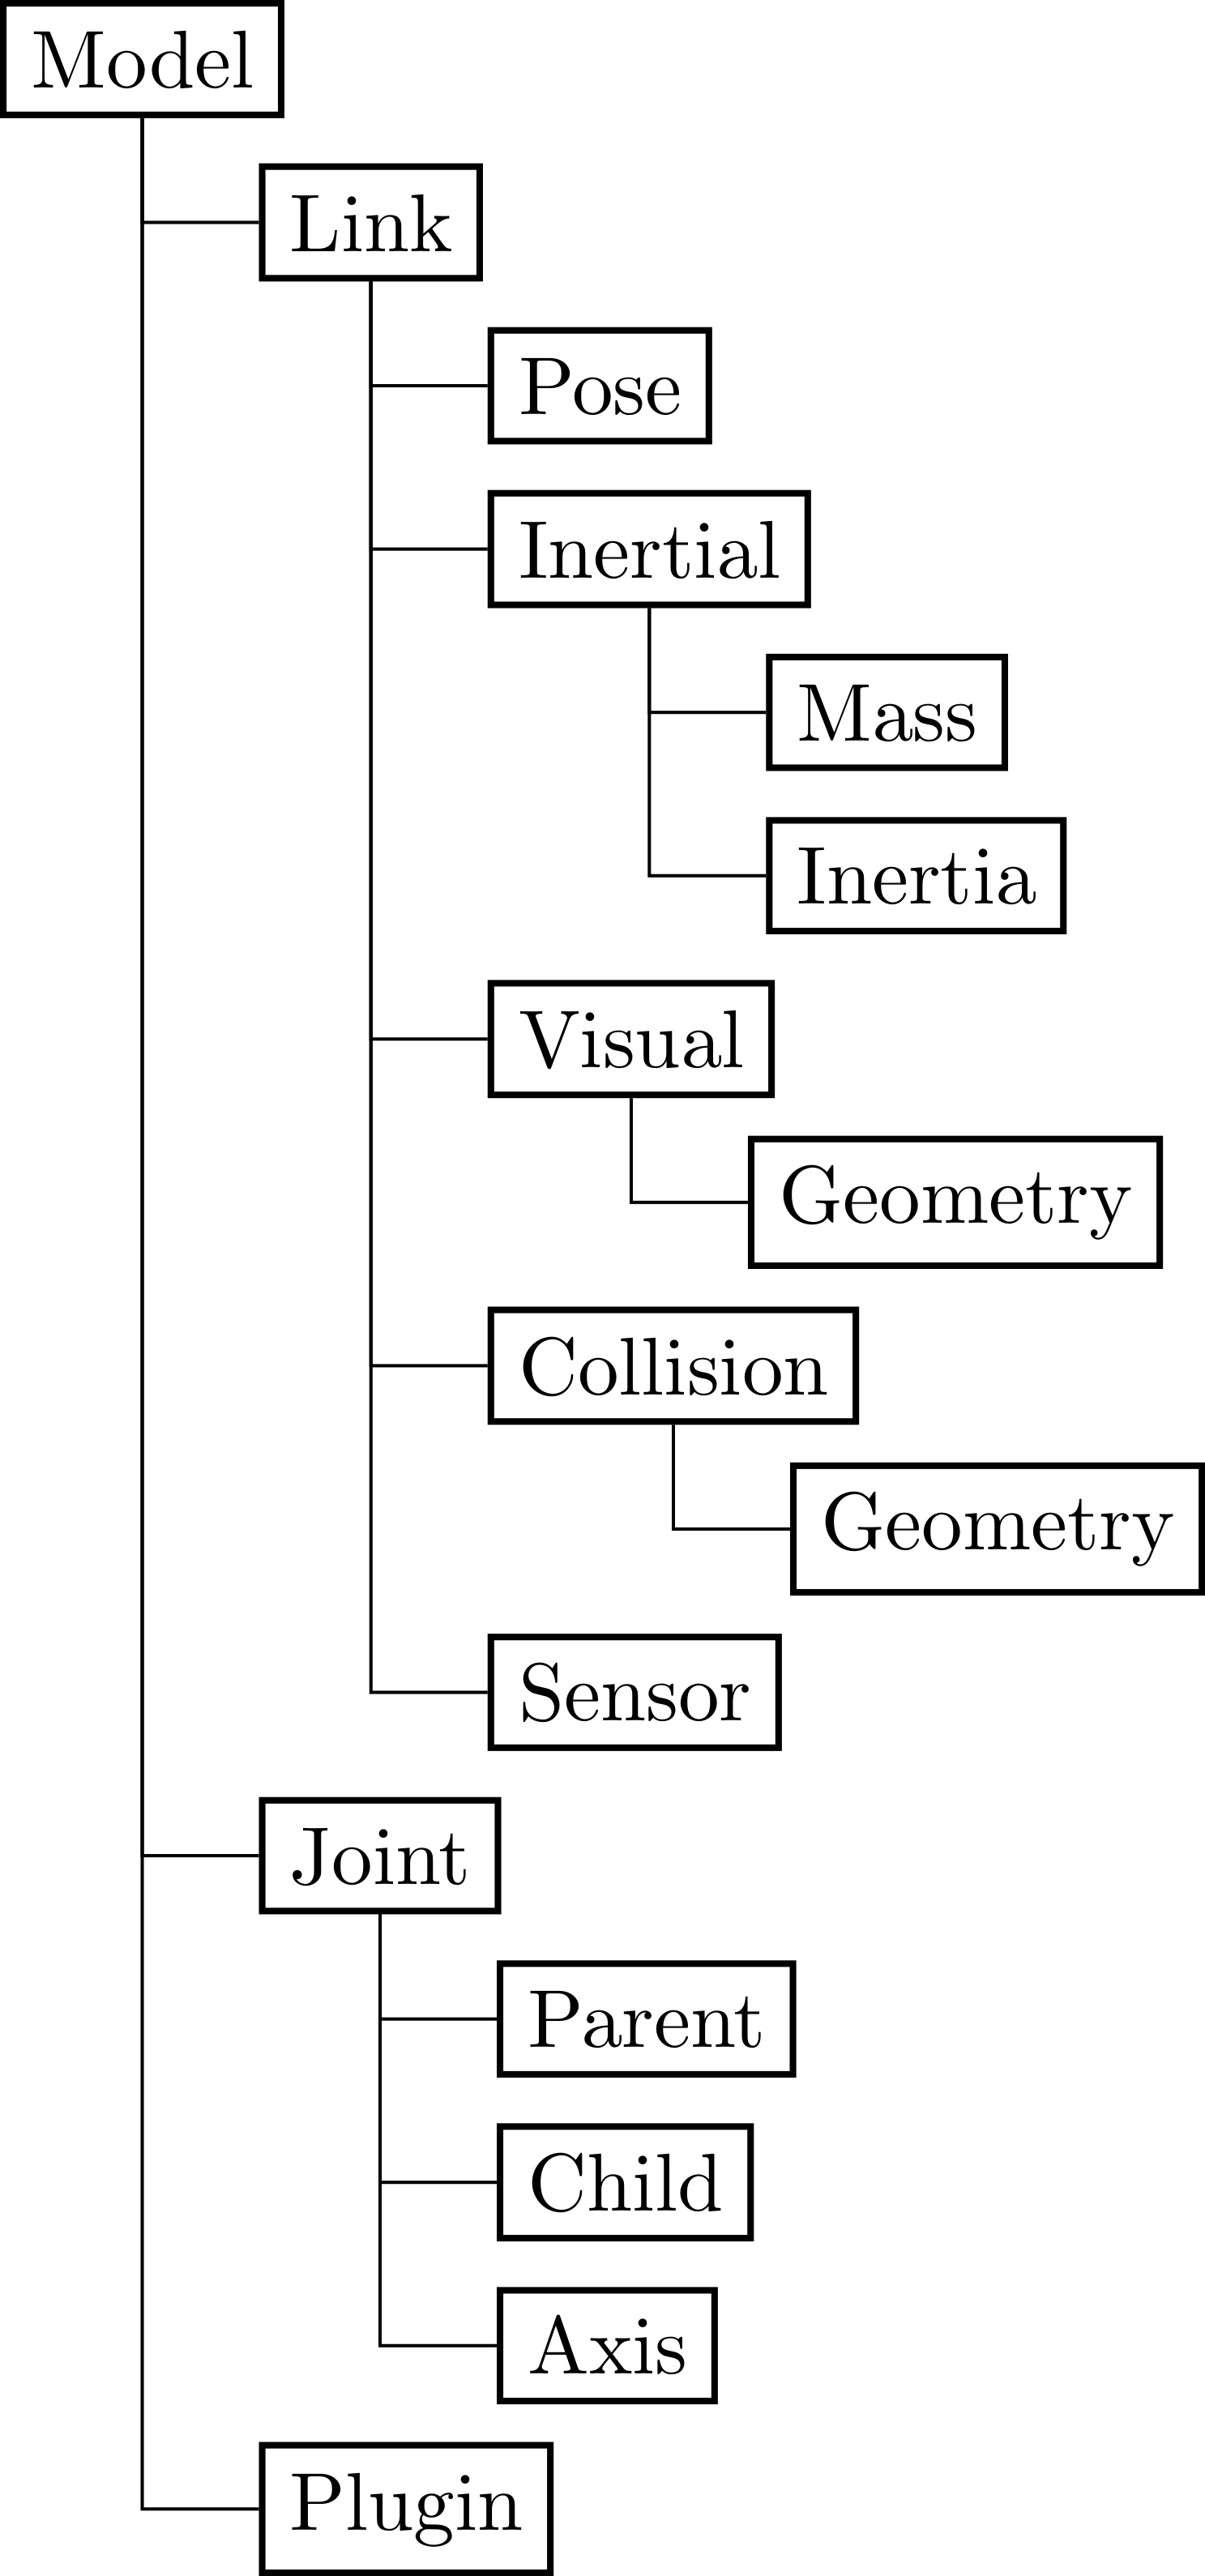 Model
Link
Pose
Inertial
Mass
Inertia
Visual
Geometry
Collision
Geometry
Sensor
Joint
Parent
Child
Axis
Plugin